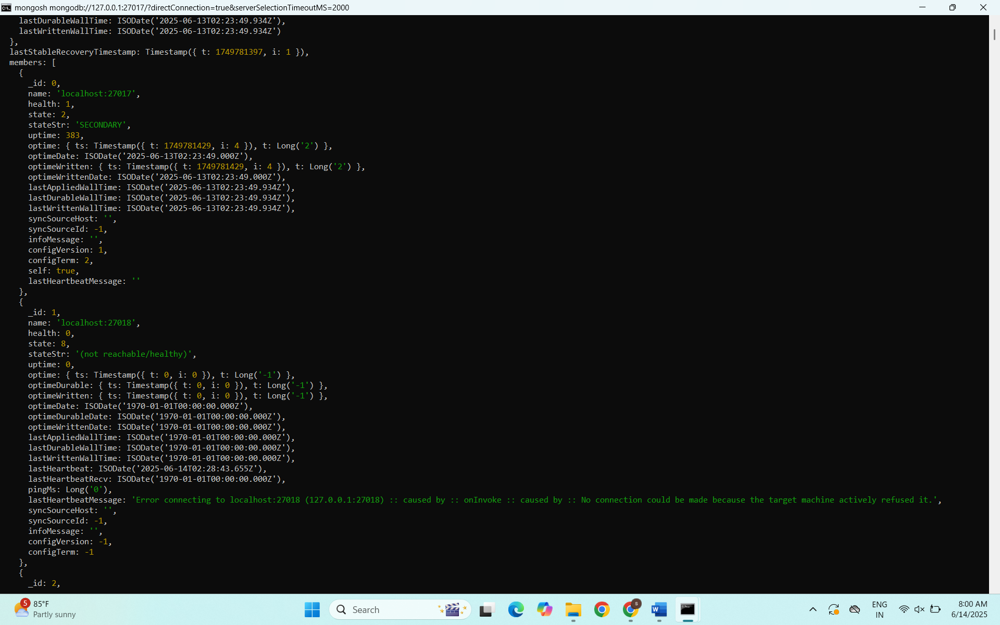 mongosh mongodb://127.0.0.1:27017/?directConnection=true&serverSelectionTimeoutMS=2000
lastDurableWallTime: ISODate('2025-06-13T02:23:49.934Z'),
lastWrittenWallTime: ISODate('2025-06-13T02:23:49.934Z')
},
lastStableRecoveryTimestamp: Timestamp({ t: 1749781397, i: 1 }),
members: [
{
_id: 0,
name: 'localhost:27017',
health: 1,
state: 2,
stateStr: 'SECONDARY',
uptime: 383,
optime: { ts: Timestamp({ t: 1749781429, i: 4 }), t: Long('2') },
optimeDate: ISODate('2025-06-13T02:23:49.000Z'),
optimeWritten: { ts: Timestamp({ t: 1749781429, i: 4 }), t: Long('2') },
optimeWrittenDate: ISODate('2025-06-13T02:23:49.000Z'),
lastAppliedWallTime: ISODate('2025-06-13T02:23:49.934Z'),
lastDurableWallTime: ISODate('2025-06-13T02:23:49.934Z'),
lastWrittenWallTime: ISODate('2025-06-13T02:23:49.934Z'),
syncSourceHost: '',
syncSourceId: -1,
infoMessage: '',
configVersion: 1,
configTerm: 2,
self: true,
lastHeartbeatMessage: ''
},
{
_id: 1,
name: 'localhost:27018',
health: 0,
state: 8,
stateStr: '(not reachable/healthy)',
uptime: 0,
optime: { ts: Timestamp({ t: 0, i: 0 }), t: Long('-1') },
optimeDurable: { ts: Timestamp({ t: 0, i: 0 }), t: Long('-1') },
optimeWritten: { ts: Timestamp({ t: 0, i: 0 }), t: Long('-1') },
optimeDate: ISODate('1970-01-01T00:00:00.000Z'),
optimeDurableDate: ISODate('1970-01-01T00:00:00.000Z'),
optimeWrittenDate: ISODate('1970-01-01T00:00:00.000Z'),
lastAppliedWallTime: ISODate('1970-01-01T00:00:00.000Z'),
lastDurableWallTime: ISODate('1970-01-01T00:00:00.000Z'),
lastWrittenWallTime: ISODate('1970-01-01T00:00:00.000Z'),
lastHeartbeat: ISODate('2025-06-14T02:28:43.655Z'),
lastHeartbeatRecv: ISODate('1970-01-01T00:00:00.000Z'),
pingMs: Long('0'),
lastHeartbeatMessage: 'Error connecting to localhost:27018 (127.0.0.1:27018) :: caused by :: onInvoke :: caused by :: No connection could be made because the target machine actively refused it.',
syncSourceHost: '',
syncSourceId: -1,
infoMessage: '',
configVersion: -1,
configTerm: -1
},
{
_id: 2,
5
85°F
Partly sunny
Search
S
W
ENG
IN
8:00 AM
6/14/2025